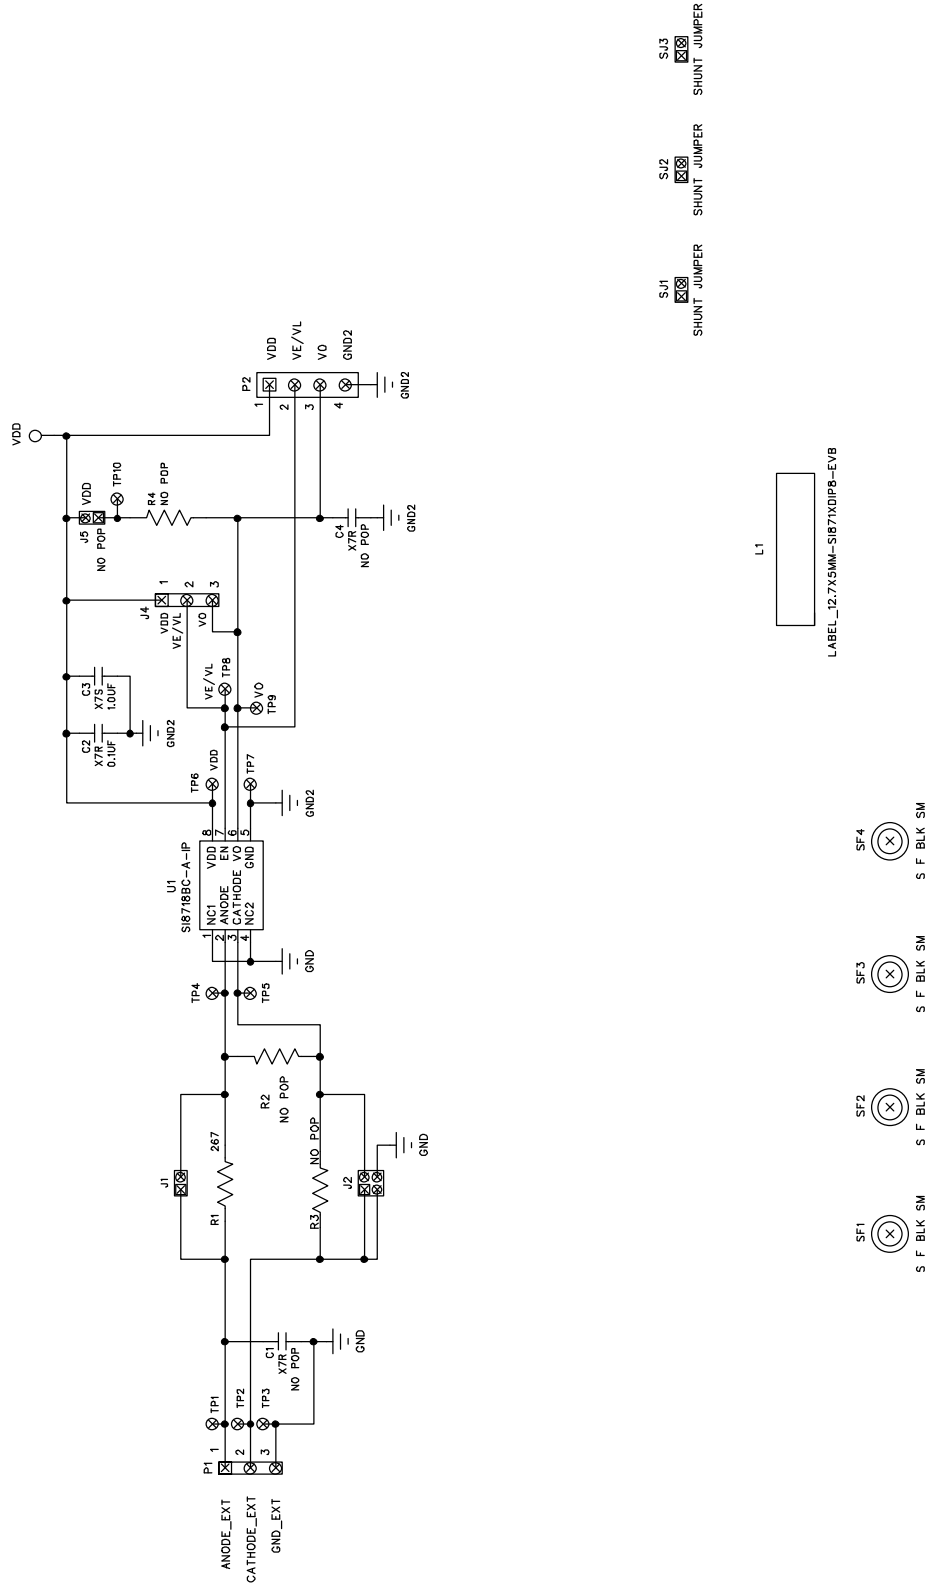 SJ3
SHUNT JUMPER
SJ2
SHUNT JUMPER
SJ1
SHUNT JUMPER
VDD
J5
VDD
NO POP
TP10
R4
NO POP
P2
1
2
3
4
VDD
VE/VL
VO
GND2
GND2
C4
X7R
NO POP
GND2
J4
1
2
3
VDD
VE/VL
VO
C3
X7S
1.0UF
C2
X7R
0.1UF
GND2
VE/VL
TP8
VO
TP9
TP6
VDD
TP7
GND2
U1
SI8718BC-A-IP
8
7
6
5
VDD
EN
VO
GND
NC1
ANODE
CATHODE
NC2
1
2
3
4
GND
TP4
TP5
R2
NO POP
J1
267
R1
NO POP
R3
J2
GND
C1
X7R
NO POP
GND
TP1
TP2
TP3
P1
1
2
3
ANODE_EXT
CATHODE_EXT
GND_EXT
L1
LABEL_12.7X5MM-SI871XDIP8-EVB
SF4
S F BLK SM
SF3
S F BLK SM
SF2
S F BLK SM
SF1
S F BLK SM